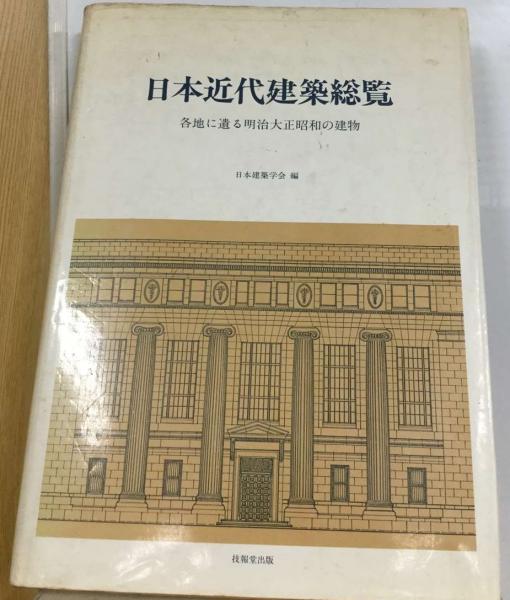 日本近代建築総覧
各地に遺る明治大正昭和の建物
日本建築学会 編
技報堂出版